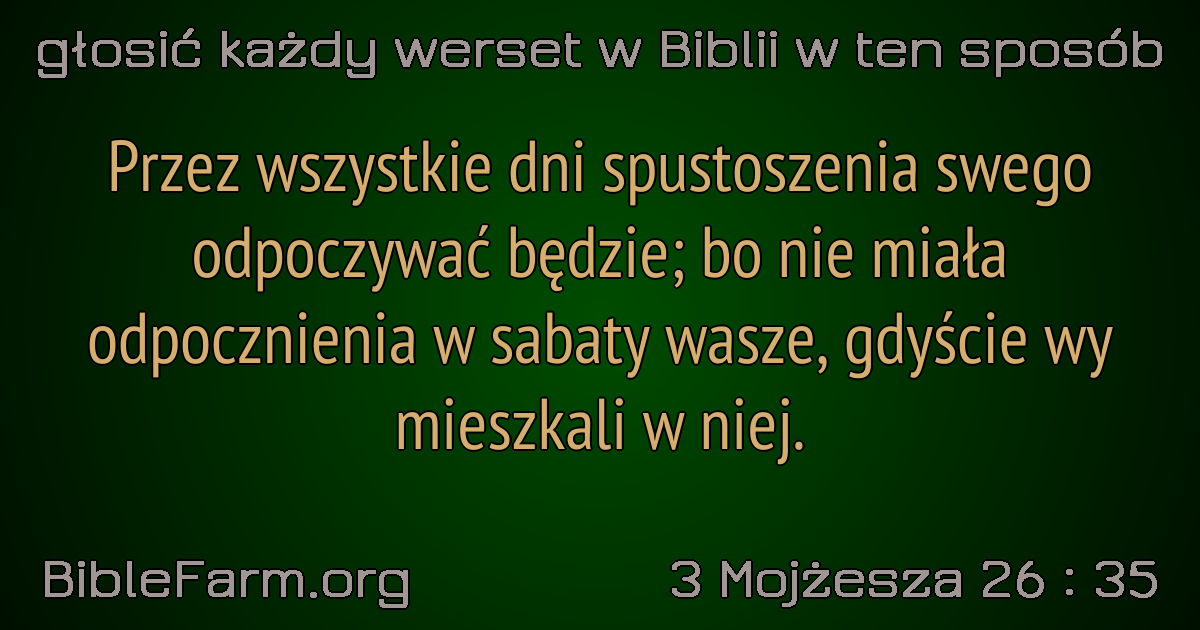 głosić każdy werset w Biblii w ten sposób
Przez wszystkie dni spustoszenia swego
odpoczywać będzie; bo nie miała
odpocznienia w sabaty wasze, gdyście wy
mieszkali w niej.
BibleFarm.org
3 Mojżesza 26 : 35